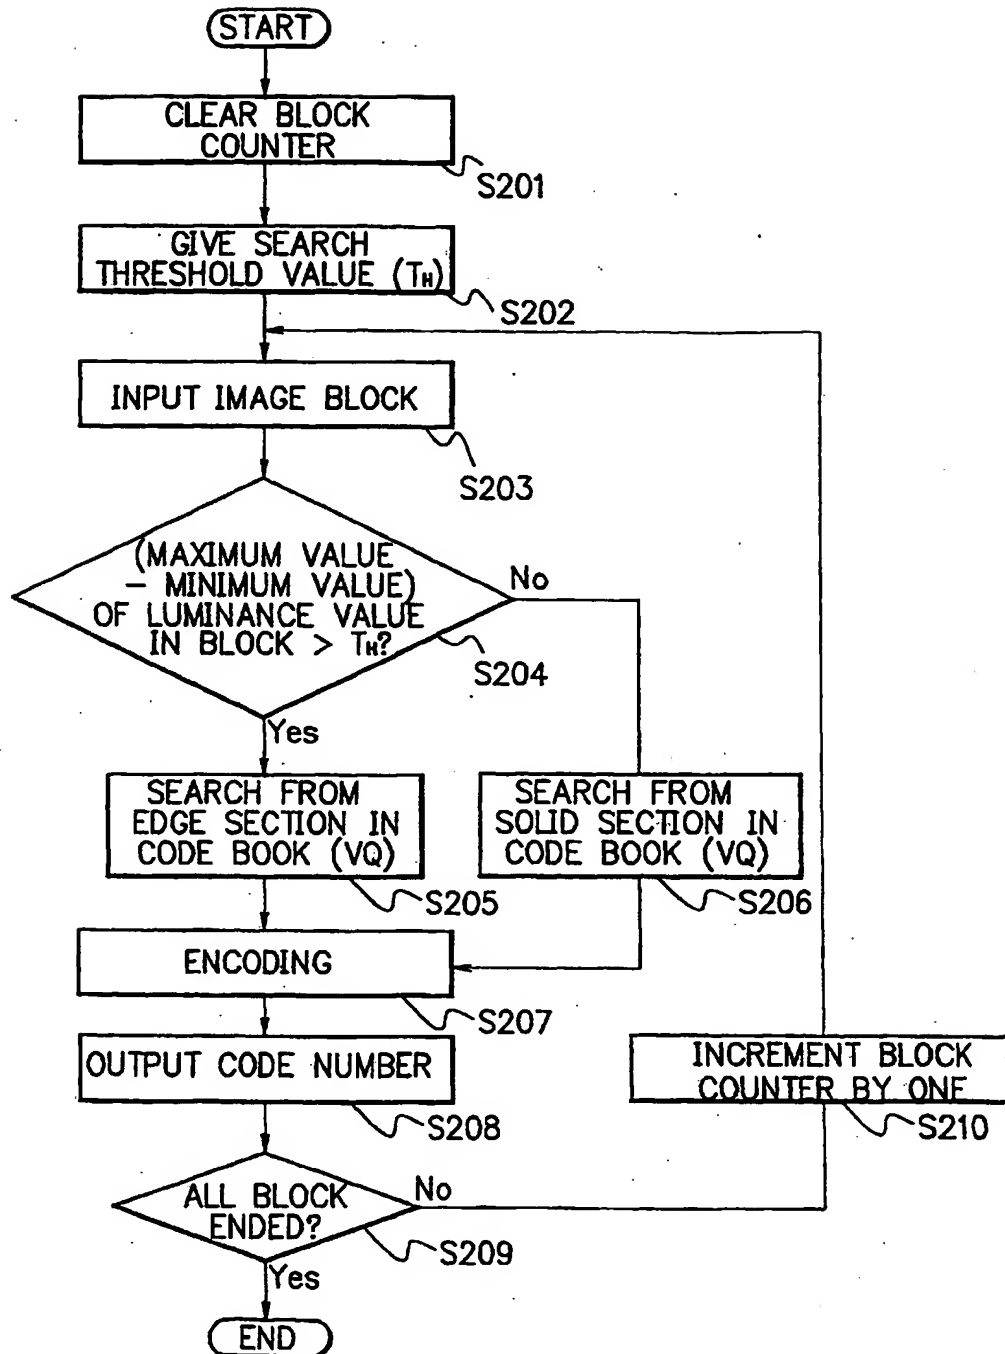 START
CLEAR BLOCK
COUNTER
S201
GIVE SEARCH
THRESHOLD VALUE (TH)
S202
INPUT IMAGE BLOCK
S203
(MAXIMUM VALUE
– MINIMUM VALUE)
OF LUMINANCE VALUE
IN BLOCK > TH?
No
S204
Yes
SEARCH FROM
EDGE SECTION IN
CODE BOOK (VQ)
S205
SEARCH FROM
SOLID SECTION IN
CODE BOOK (VQ)
S206
ENCODING
S207
OUTPUT CODE NUMBER
S208
INCREMENT BLOCK
COUNTER BY ONE
S210
ALL BLOCK
ENDED?
No
S209
Yes
END